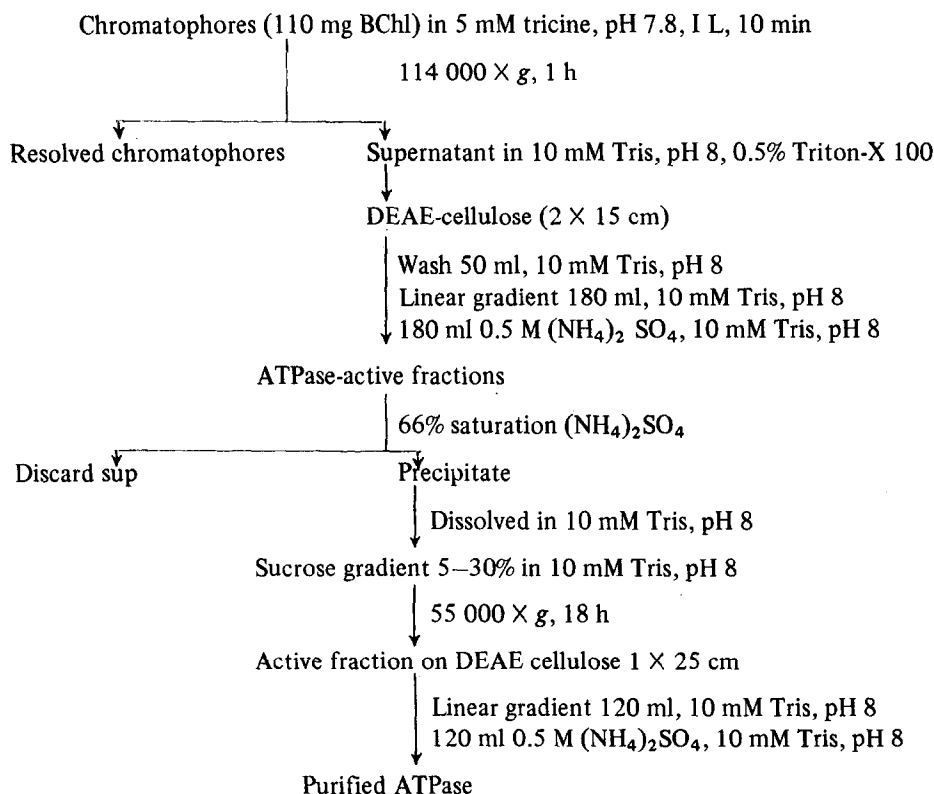 Chromatophores (110 mg BChl) in 5 mM tricine, pH 7.8, I L, 10 min
114 000 × g, 1 h
Resolved chromatophores
Supernatant in 10 mM Tris, pH 8, 0.5% Triton-X 100
DEAE-cellulose (2 × 15 cm)
Wash 50 ml, 10 mM Tris, pH 8
Linear gradient 180 ml, 10 mM Tris, pH 8
180 ml 0.5 M (NH₄)₂ SO₄, 10 mM Tris, pH 8
ATPase-active fractions
66% saturation (NH₄)₂SO₄
Discard sup
Precipitate
Dissolved in 10 mM Tris, pH 8
Sucrose gradient 5–30% in 10 mM Tris, pH 8
55 000 × g, 18 h
Active fraction on DEAE cellulose 1 × 25 cm
Linear gradient 120 ml, 10 mM Tris, pH 8
120 ml 0.5 M (NH₄)₂SO₄, 10 mM Tris, pH 8
Purified ATPase